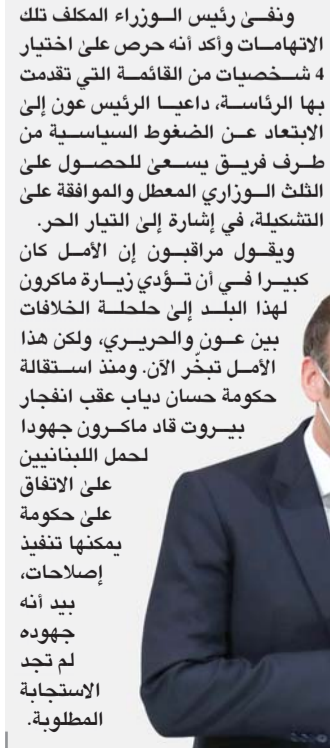 ونفىٰ رئيس الوزراء المكلف تلك
الاتهامات وأكد أنه حرص علىٰ اختيار
4 شخصيات من القائمة التي تقدمت
بها الرئاسة، داعيا الرئيس عون إلىٰ
الابتعاد عن الضغوط السياسية من
طرف فريق يسعىٰ للحصول علىٰ
الثلث الوزاري المعطل والموافقة علىٰ
التشكيلة، في إشارة إلىٰ التيار الحر.
ويقول مراقبون إن الأمل كان
كبيرا في أن تؤدي زيارة ماكرون
لهذا البلد إلىٰ حلحلة الخلافات
بين عون والحريري، ولكن هذا
الأمل تبخّر الآن. ومنذ استقالة
حكومة حسان دياب عقب انفجار
بيروت قاد ماكرون جهودا
لحمل اللبنانيين
علىٰ الاتفاق
علىٰ حكومة
يمكنها تنفيذ
إصلاحات،
بيد أنه
جهوده
لم تجد
الاستجابة
المطلوبة.